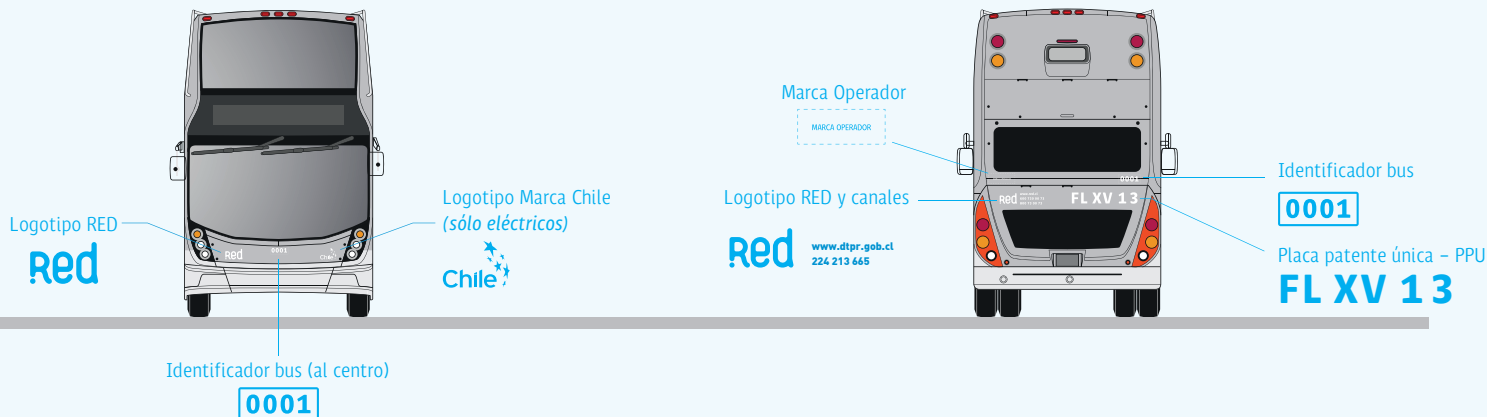 Logotipo RED
Red
Red
0001
Chile
Logotipo Marca Chile
(sólo eléctricos)
Chile
Identificador bus (al centro)
0001
Marca Operador
MARCA OPERADOR
Logotipo RED y canales
Red
www.dtpr.gob.cl
224 213 665
0001
Red
FL XV 13
Identificador bus
0001
Placa patente única – PPU
FL XV 13